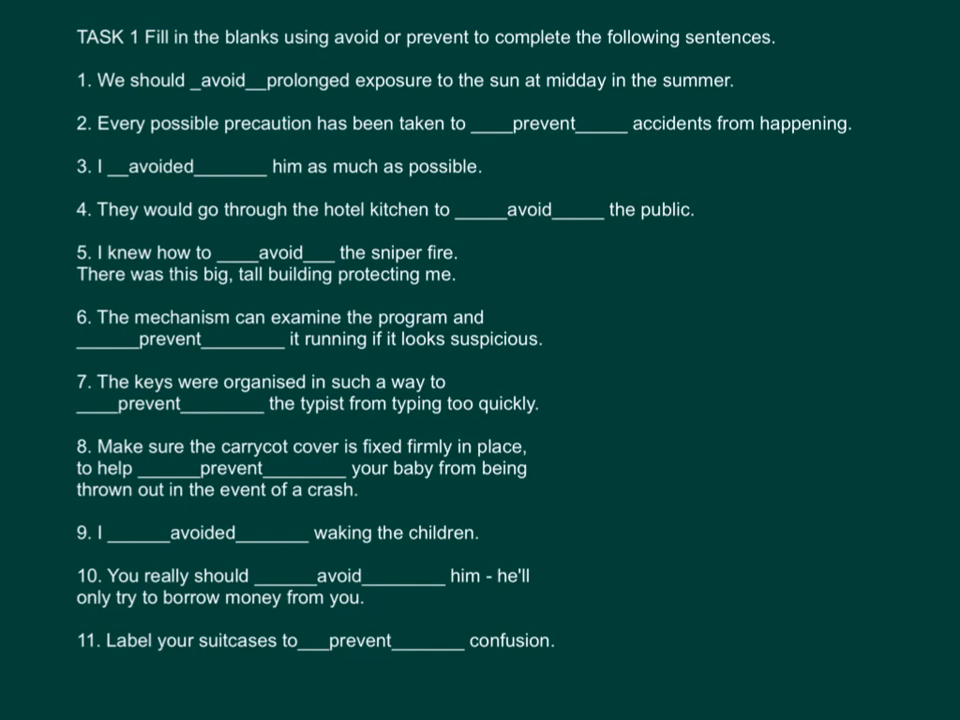 TASK 1 Fill in the blanks using avoid or prevent to complete the following sentences.
1. We should _avoid__prolonged exposure to the sun at midday in the summer.
2. Every possible precaution has been taken to ____prevent_____ accidents from happening.
3. I __avoided_______ him as much as possible.
4. They would go through the hotel kitchen to _____avoid_____ the public.
5. I knew how to ____avoid___ the sniper fire.
There was this big, tall building protecting me.
6. The mechanism can examine the program and
______prevent________ it running if it looks suspicious.
7. The keys were organised in such a way to
____prevent________ the typist from typing too quickly.
8. Make sure the carrycot cover is fixed firmly in place,
to help ______prevent________ your baby from being
thrown out in the event of a crash.
9. I ______avoided_______ waking the children.
10. You really should ______avoid________ him - he'll
only try to borrow money from you.
11. Label your suitcases to___prevent_______ confusion.